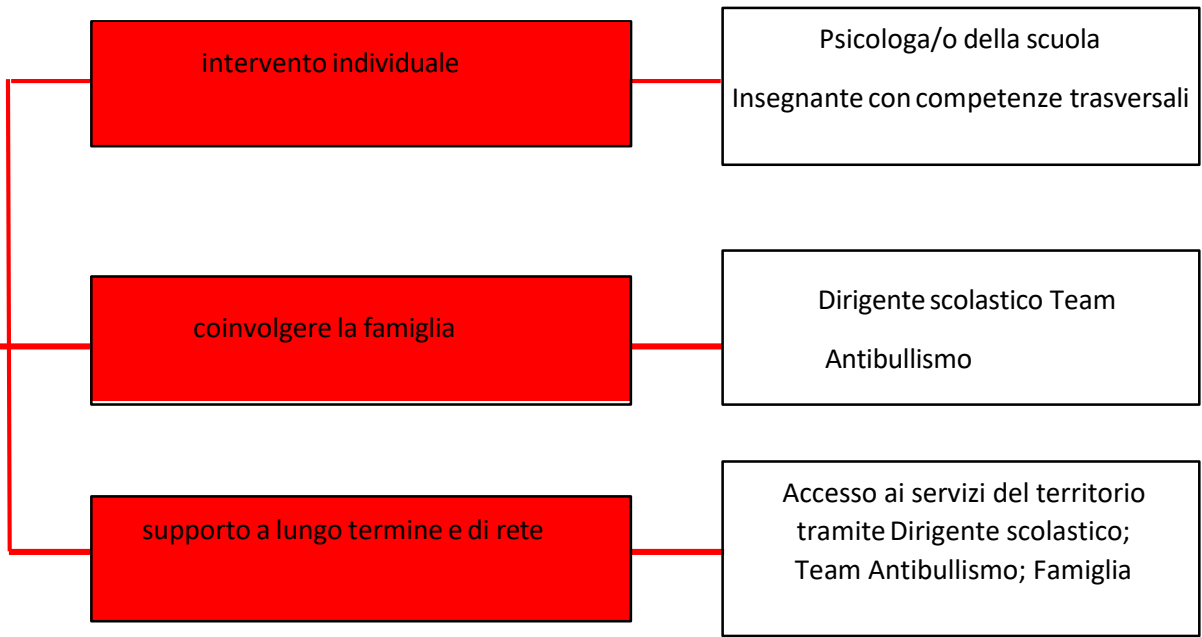 intervento individuale
Psicologa/o della scuola
Insegnante con competenze trasversali
coinvolgere la famiglia
Dirigente scolastico Team
Antibullismo
supporto a lungo termine e di rete
Accesso ai servizi del territorio
tramite Dirigente scolastico;
Team Antibullismo; Famiglia